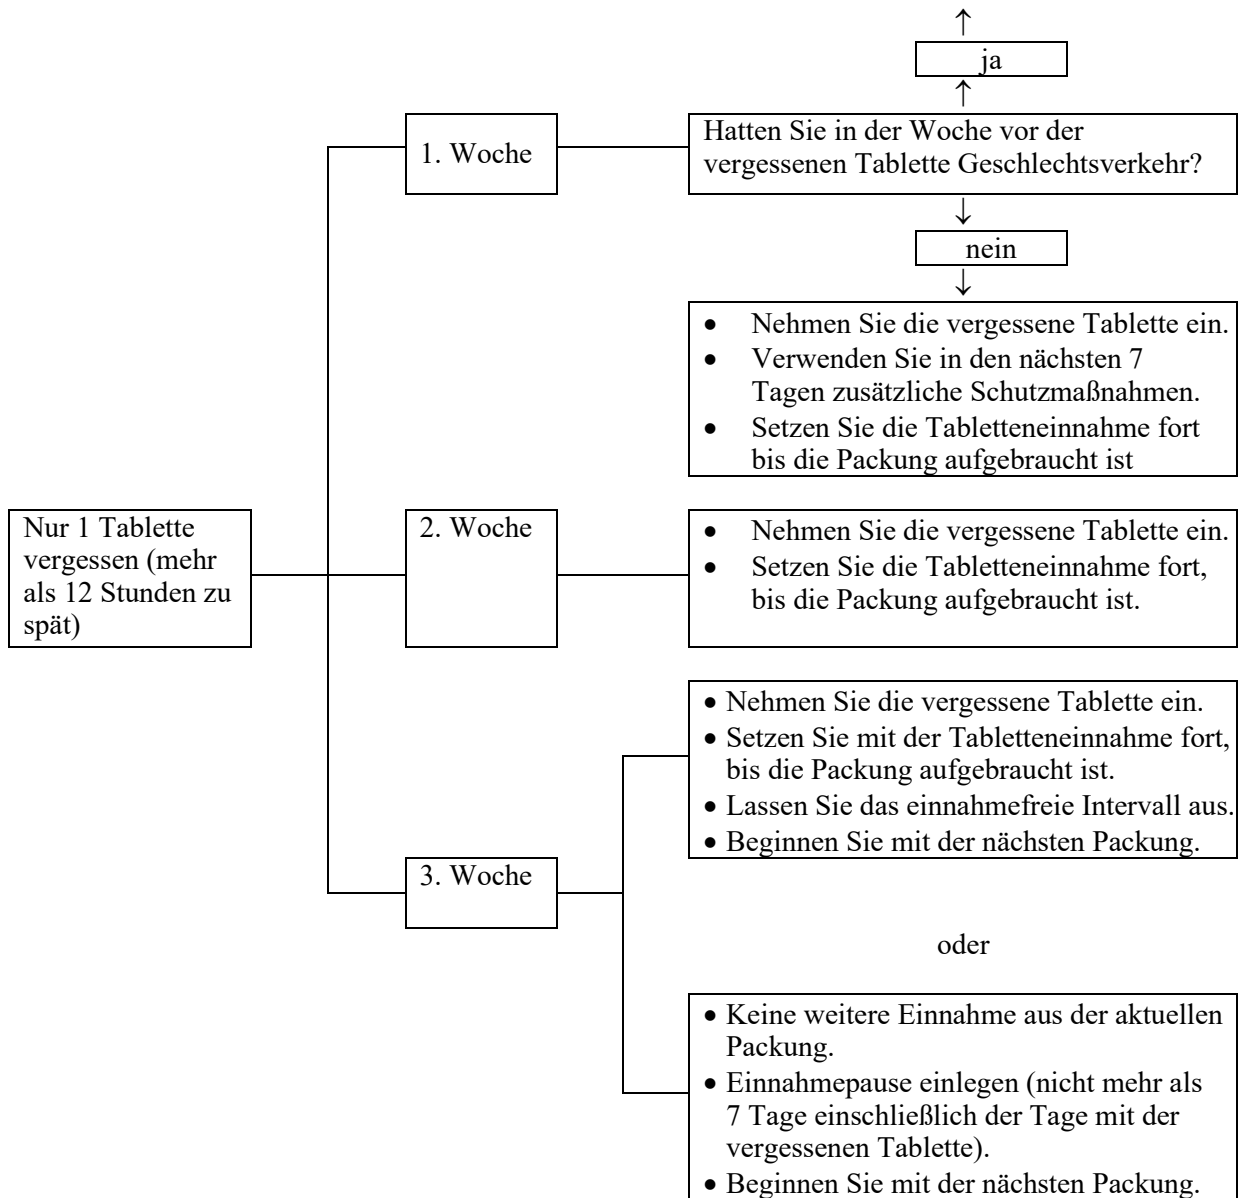 ↑
ja
↑
1. Woche
Hatten Sie in der Woche vor der
vergessenen Tablette Geschlechtsverkehr?
↓
nein
↓
• Nehmen Sie die vergessene Tablette ein.
• Verwenden Sie in den nächsten 7
Tagen zusätzliche Schutzmaßnahmen.
• Setzen Sie die Tabletteneinnahme fort
bis die Packung aufgebraucht ist
Nur 1 Tablette
vergessen (mehr
als 12 Stunden zu
spät)
2. Woche
• Nehmen Sie die vergessene Tablette ein.
• Setzen Sie die Tabletteneinnahme fort,
bis die Packung aufgebraucht ist.
3. Woche
• Nehmen Sie die vergessene Tablette ein.
• Setzen Sie mit der Tabletteneinnahme fort,
bis die Packung aufgebraucht ist.
• Lassen Sie das einnahmefreie Intervall aus.
• Beginnen Sie mit der nächsten Packung.
oder
• Keine weitere Einnahme aus der aktuellen
Packung.
• Einnahmepause einlegen (nicht mehr als
7 Tage einschließlich der Tage mit der
vergessenen Tablette).
• Beginnen Sie mit der nächsten Packung.